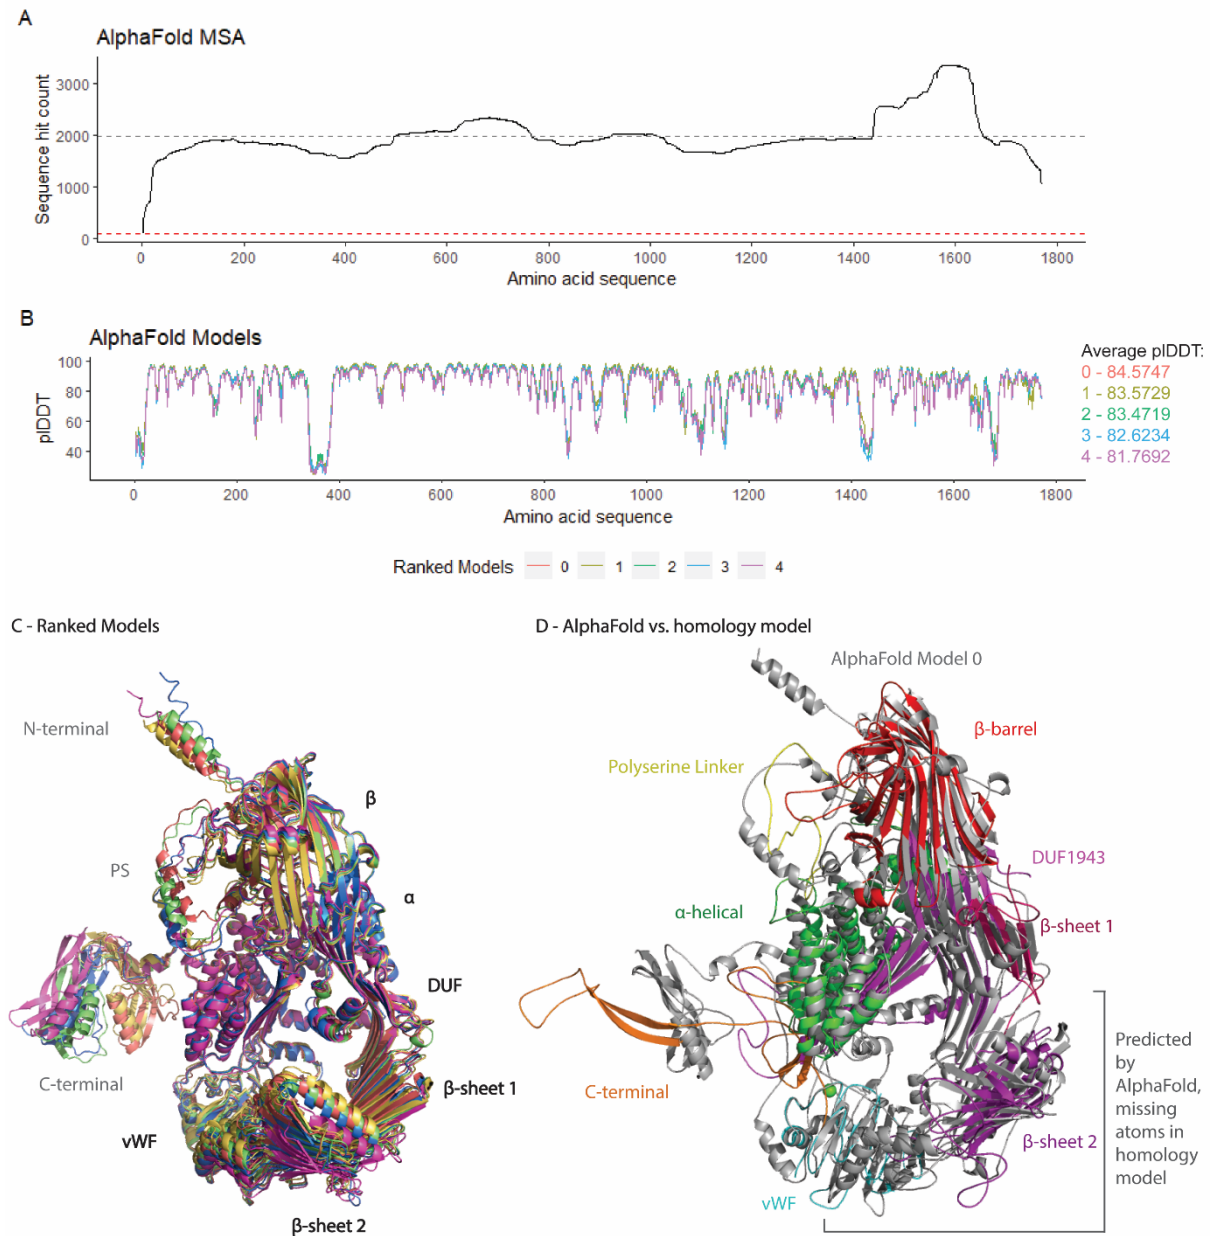 A
AlphaFold MSA
Sequence hit count
3000
2000
1000
0
0 200 400 600 800 1000 1200 1400 1600 1800
Amino acid sequence
B
AlphaFold Models
plDDT
100
80
60
40
0 200 400 600 800 1000 1200 1400 1600 1800
Amino acid sequence
Average plDDT:
0 - 84.5747
1 - 83.5729
2 - 83.4719
3 - 82.6234
4 - 81.7692
Ranked Models 0 1 2 3 4
C - Ranked Models
N-terminal
β
PS
α
DUF
C-terminal
β-sheet 1
vWF
β-sheet 2
D - AlphaFold vs. homology model
AlphaFold Model 0
β-barrel
Polyserine Linker
DUF1943
α-helical
β-sheet 1
C-terminal
β-sheet 2
vWF
Predicted
by
AlphaFold,
missing
atoms in
homology
model